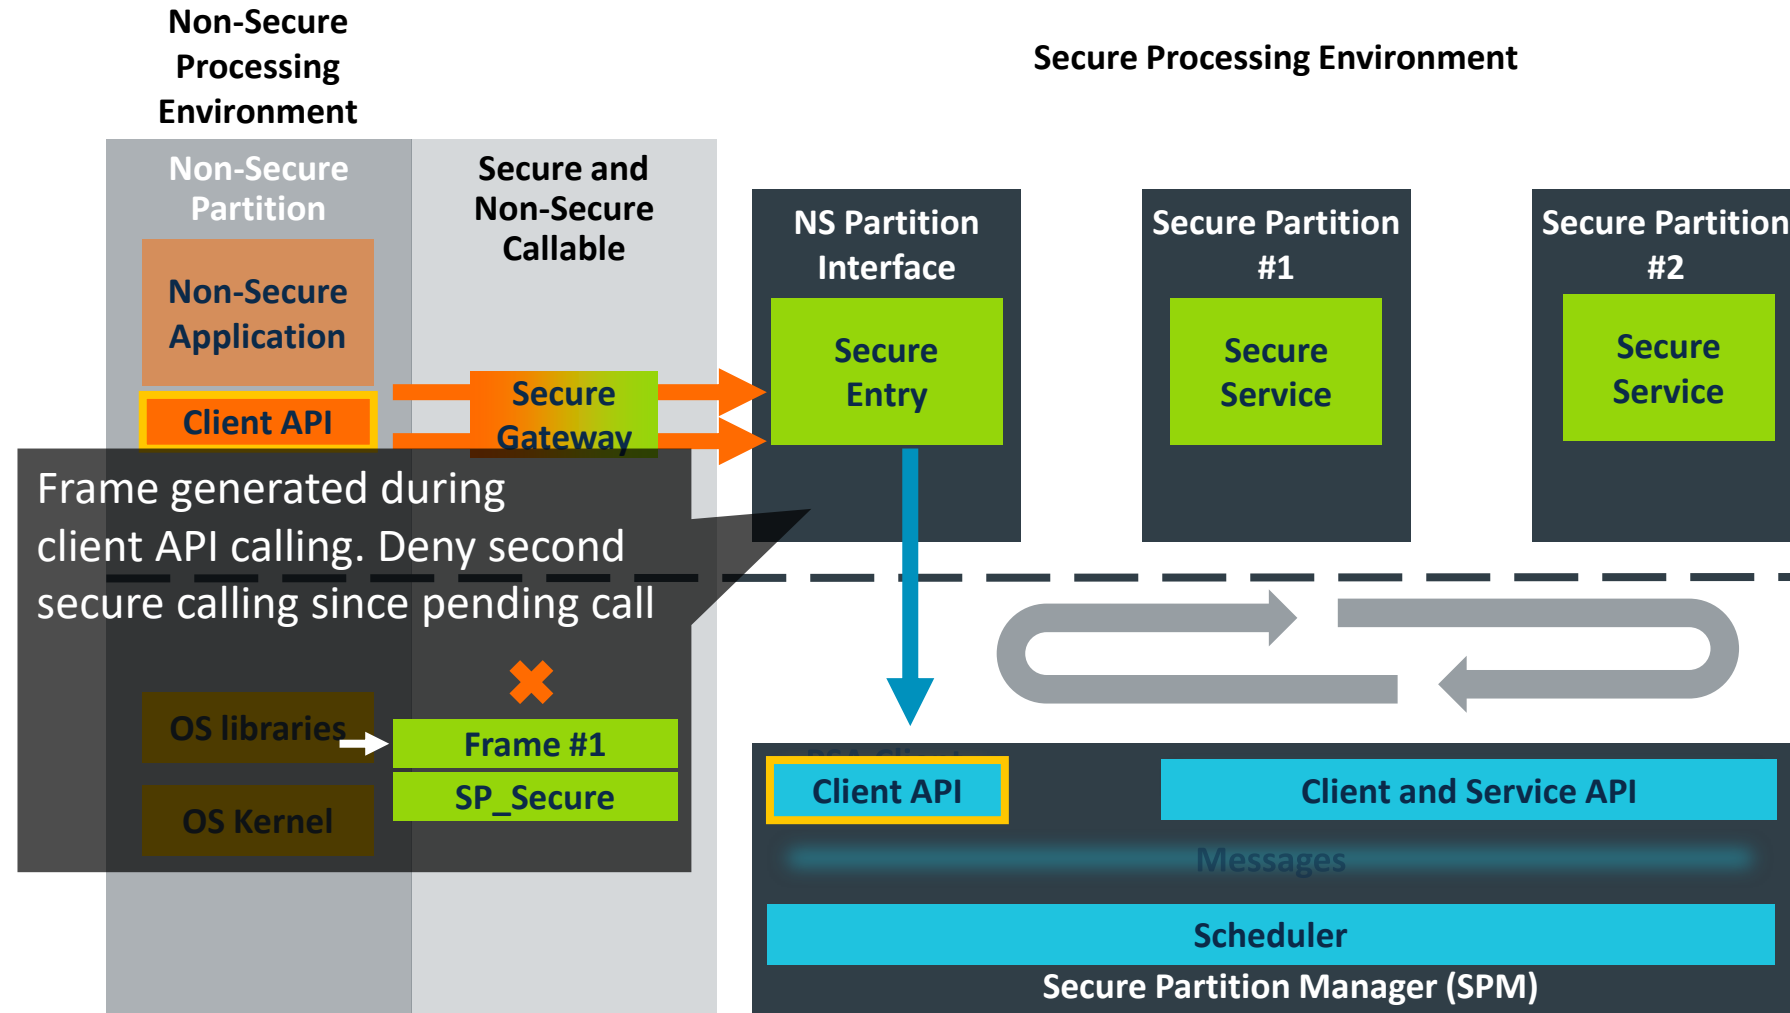 Non-Secure
Processing
Environment
Secure Processing Environment
Non-Secure
Partition
Secure and
Non-Secure
Callable
NS Partition
Interface
Secure Partition
#1
Secure Partition
#2
Non-Secure
Application
Client API
Secure
Gateway
Secure
Entry
Secure
Service
Secure
Service
Frame generated during
client API calling. Deny second
secure calling since pending call
OS libraries
OS Kernel
Frame #1
SP_Secure
PSA Client
Client API
Client and Service API
Messages
Scheduler
Secure Partition Manager (SPM)